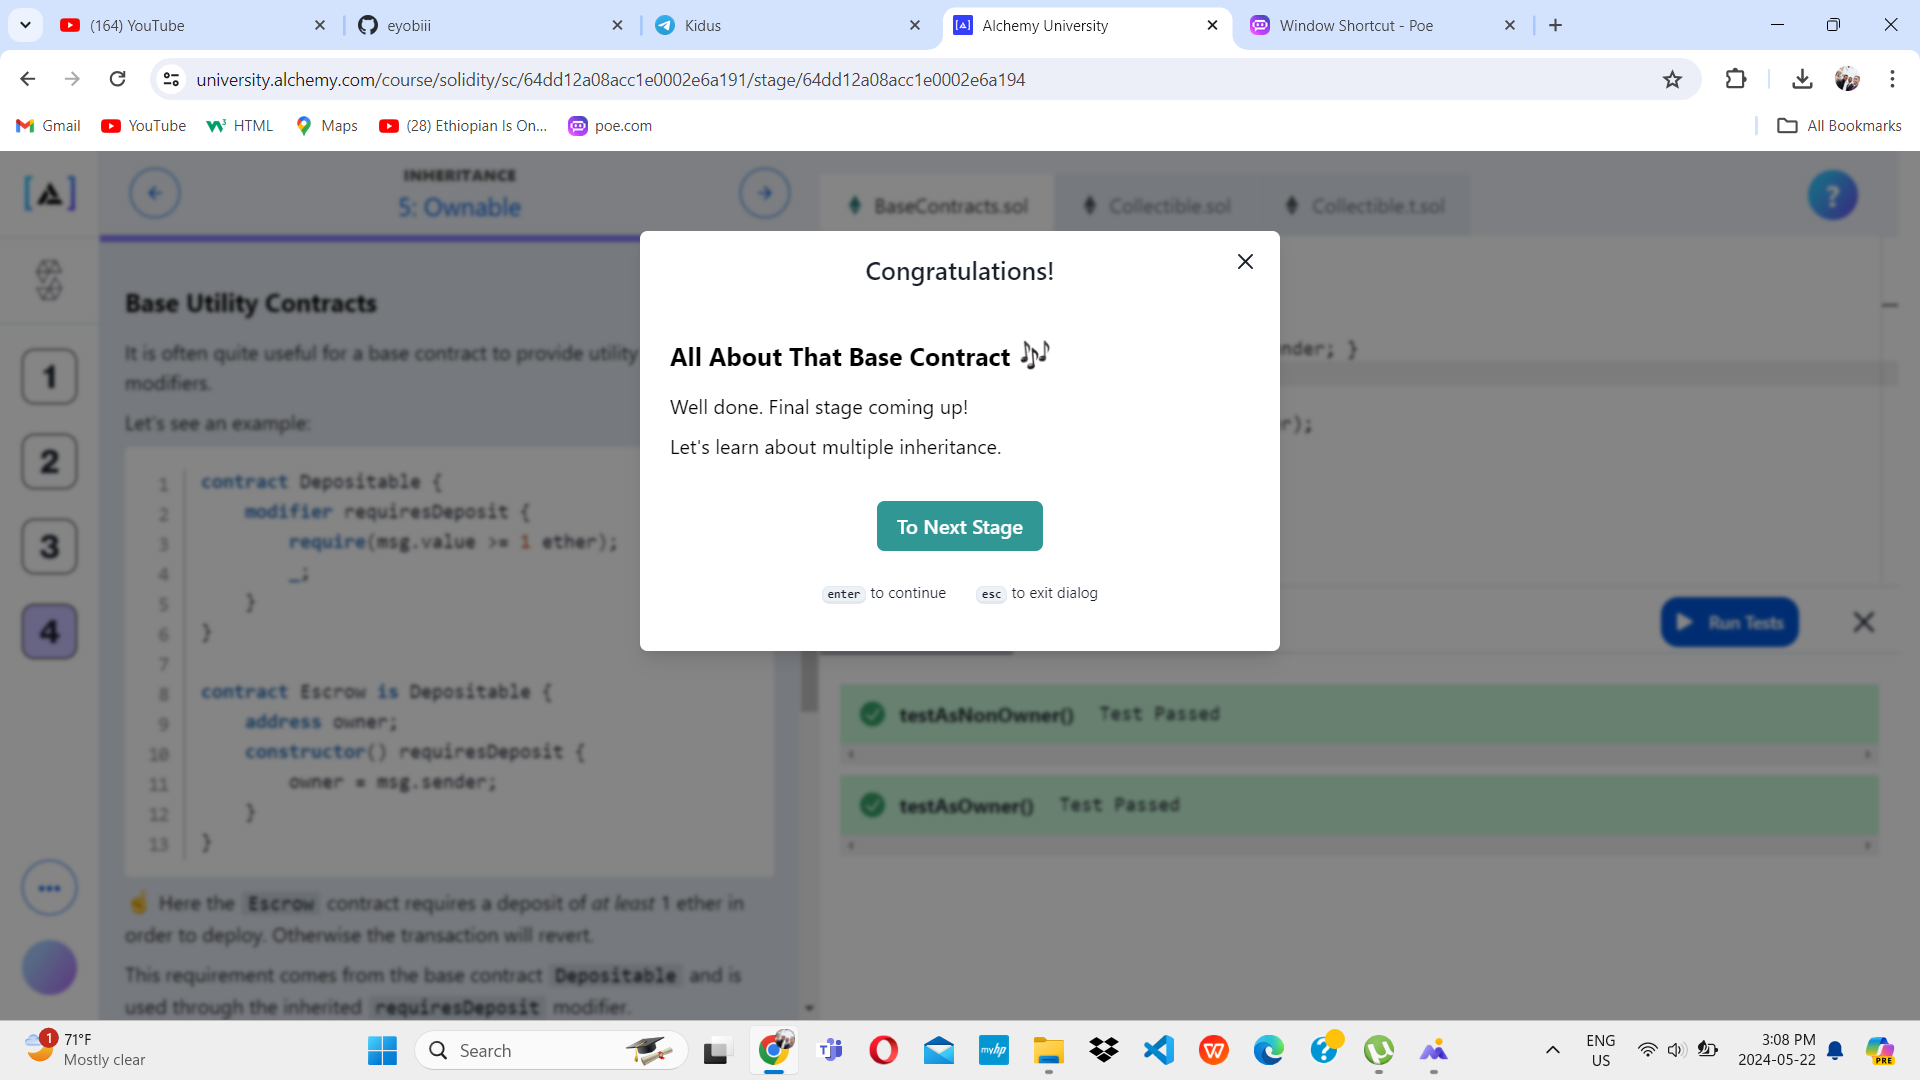 (164) YouTube
eyobiii
Kidus
Alchemy University
Window Shortcut - Poe
university.alchemy.com/course/solidity/sc/64dd12a08acc1e0002e6a191/stage/64dd12a08acc1e0002e6a194
Gmail
YouTube
HTML
Maps
(28) Ethiopian Is On...
poe.com
All Bookmarks
INHERITANCE
5: Ownable
BaseContracts.sol
Collectible.sol
Collectible.t.sol
?
1
2
3
4
Base Utility Contracts
It is often quite useful for a base contract to provide utility
modifiers.
Let's see an example:
1 contract Depositable {
2 modifier requiresDeposit {
3 require(msg.value >= 1 ether);
4 _;
5 }
6 }
7
8 contract Escrow is Depositable {
9 address owner;
10 constructor() requiresDeposit {
11 owner = msg.sender;
12 }
13 }
☝ Here the Escrow contract requires a deposit of at least 1 ether in
order to deploy. Otherwise the transaction will revert.
This requirement comes from the base contract Depositable and is
used through the inherited requiresDeposit modifier.
Congratulations!
All About That Base Contract 🎶
Well done. Final stage coming up!
Let's learn about multiple inheritance.
To Next Stage
enter to continue
esc to exit dialog
nder; }
r);
Run Tests
testAsNonOwner() Test Passed
testAsOwner() Test Passed
1
71°F
Mostly clear
Search
myhp
PRE
ENG
US
3:08 PM
2024-05-22